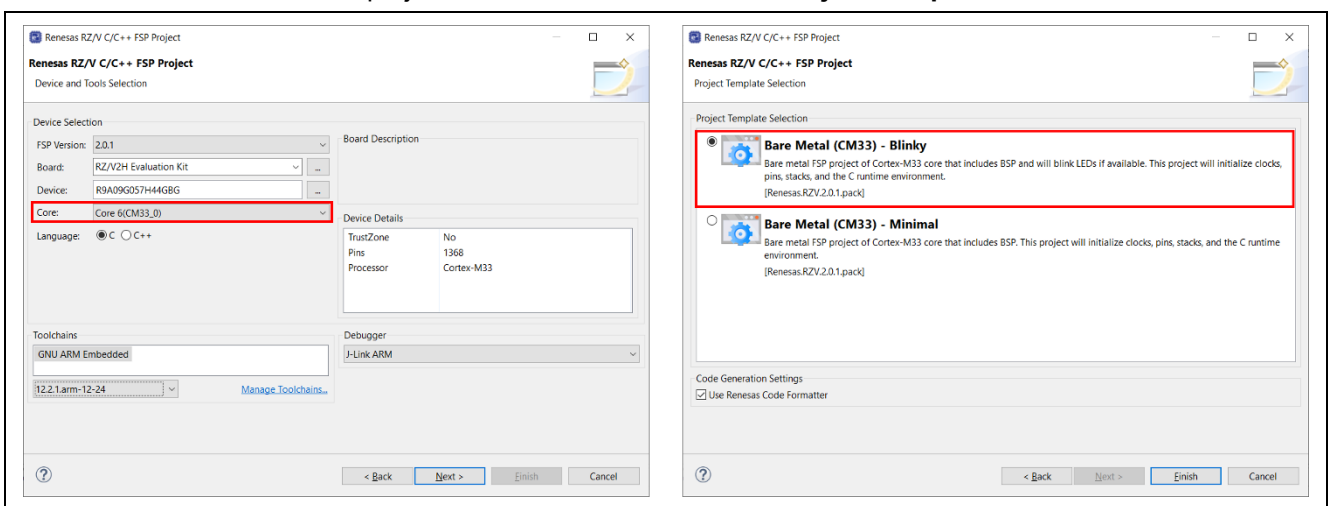 Renesas RZ/V C/C++ FSP Project
Renesas RZ/V C/C++ FSP Project
Device and Tools Selection
Device Selection
FSP Version: 2.0.1
Board: RZ/V2H Evaluation Kit ...
Device: R9A09G057H44GBG ...
Core: Core 6(CM33_0)
Language: C C++
Board Description
Device Details
TrustZone No
Pins 1368
Processor Cortex-M33
Toolchains
GNU ARM Embedded
12.2.1.arm-12-24 Manage Toolchains...
Debugger
J-Link ARM
? < Back Next > Finish Cancel
Renesas RZ/V C/C++ FSP Project
Renesas RZ/V C/C++ FSP Project
Project Template Selection
Project Template Selection
Bare Metal (CM33) - Blinky
Bare metal FSP project of Cortex-M33 core that includes BSP and will blink LEDs if available. This project will initialize clocks,
pins, stacks, and the C runtime environment.
[Renesas.RZV.2.0.1.pack]
Bare Metal (CM33) - Minimal
Bare metal FSP project of Cortex-M33 core that includes BSP. This project will initialize clocks, pins, stacks, and the C runtime
environment.
[Renesas.RZV.2.0.1.pack]
Code Generation Settings
Use Renesas Code Formatter
? < Back Next > Finish Cancel